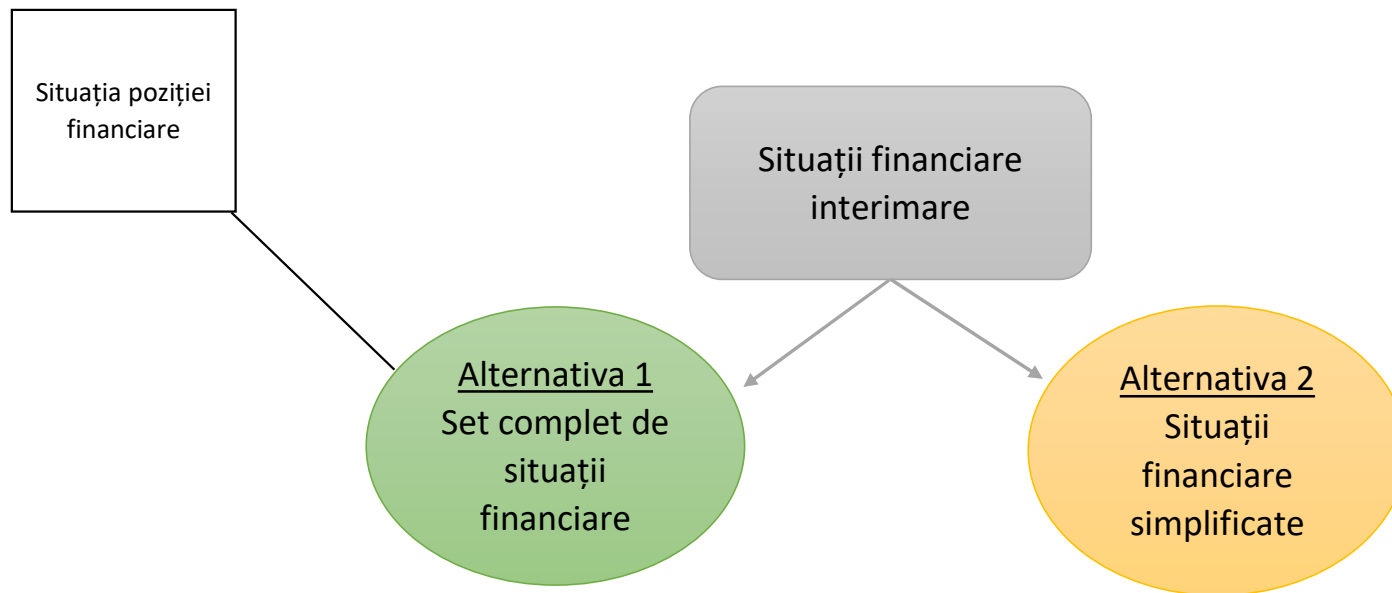 Situația poziției
financiare
Situații financiare
interimare
Alternativa 1
Set complet de
situații
financiare
Alternativa 2
Situații
financiare
simplificate